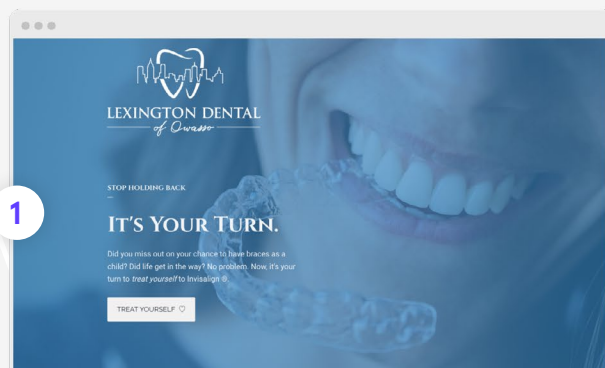 LEXINGTON DENTAL
of Owasso
STOP HOLDING BACK
IT'S YOUR TURN.
Did you miss out on your chance to have braces as a
child? Did life get in the way? No problem. Now, it's your
turn to treat yourself to Invisalign ®.
TREAT YOURSELF ♡
1